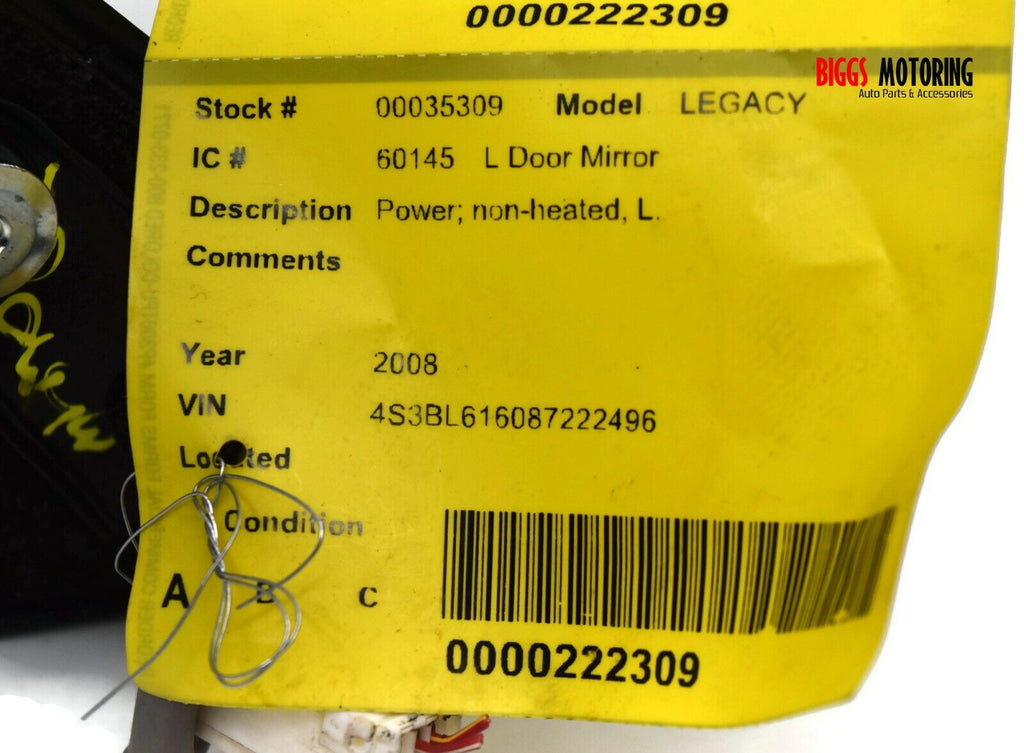 0000222309
BIGGS MOTORING
Auto Parts & Accessories
Stock # 00035309 Model LEGACY
IC # 60145 L Door Mirror
Description Power; non-heated, L.
Comments
Year 2008
VIN 4S3BL616087222496
Located
Condition
A B C
0000222309